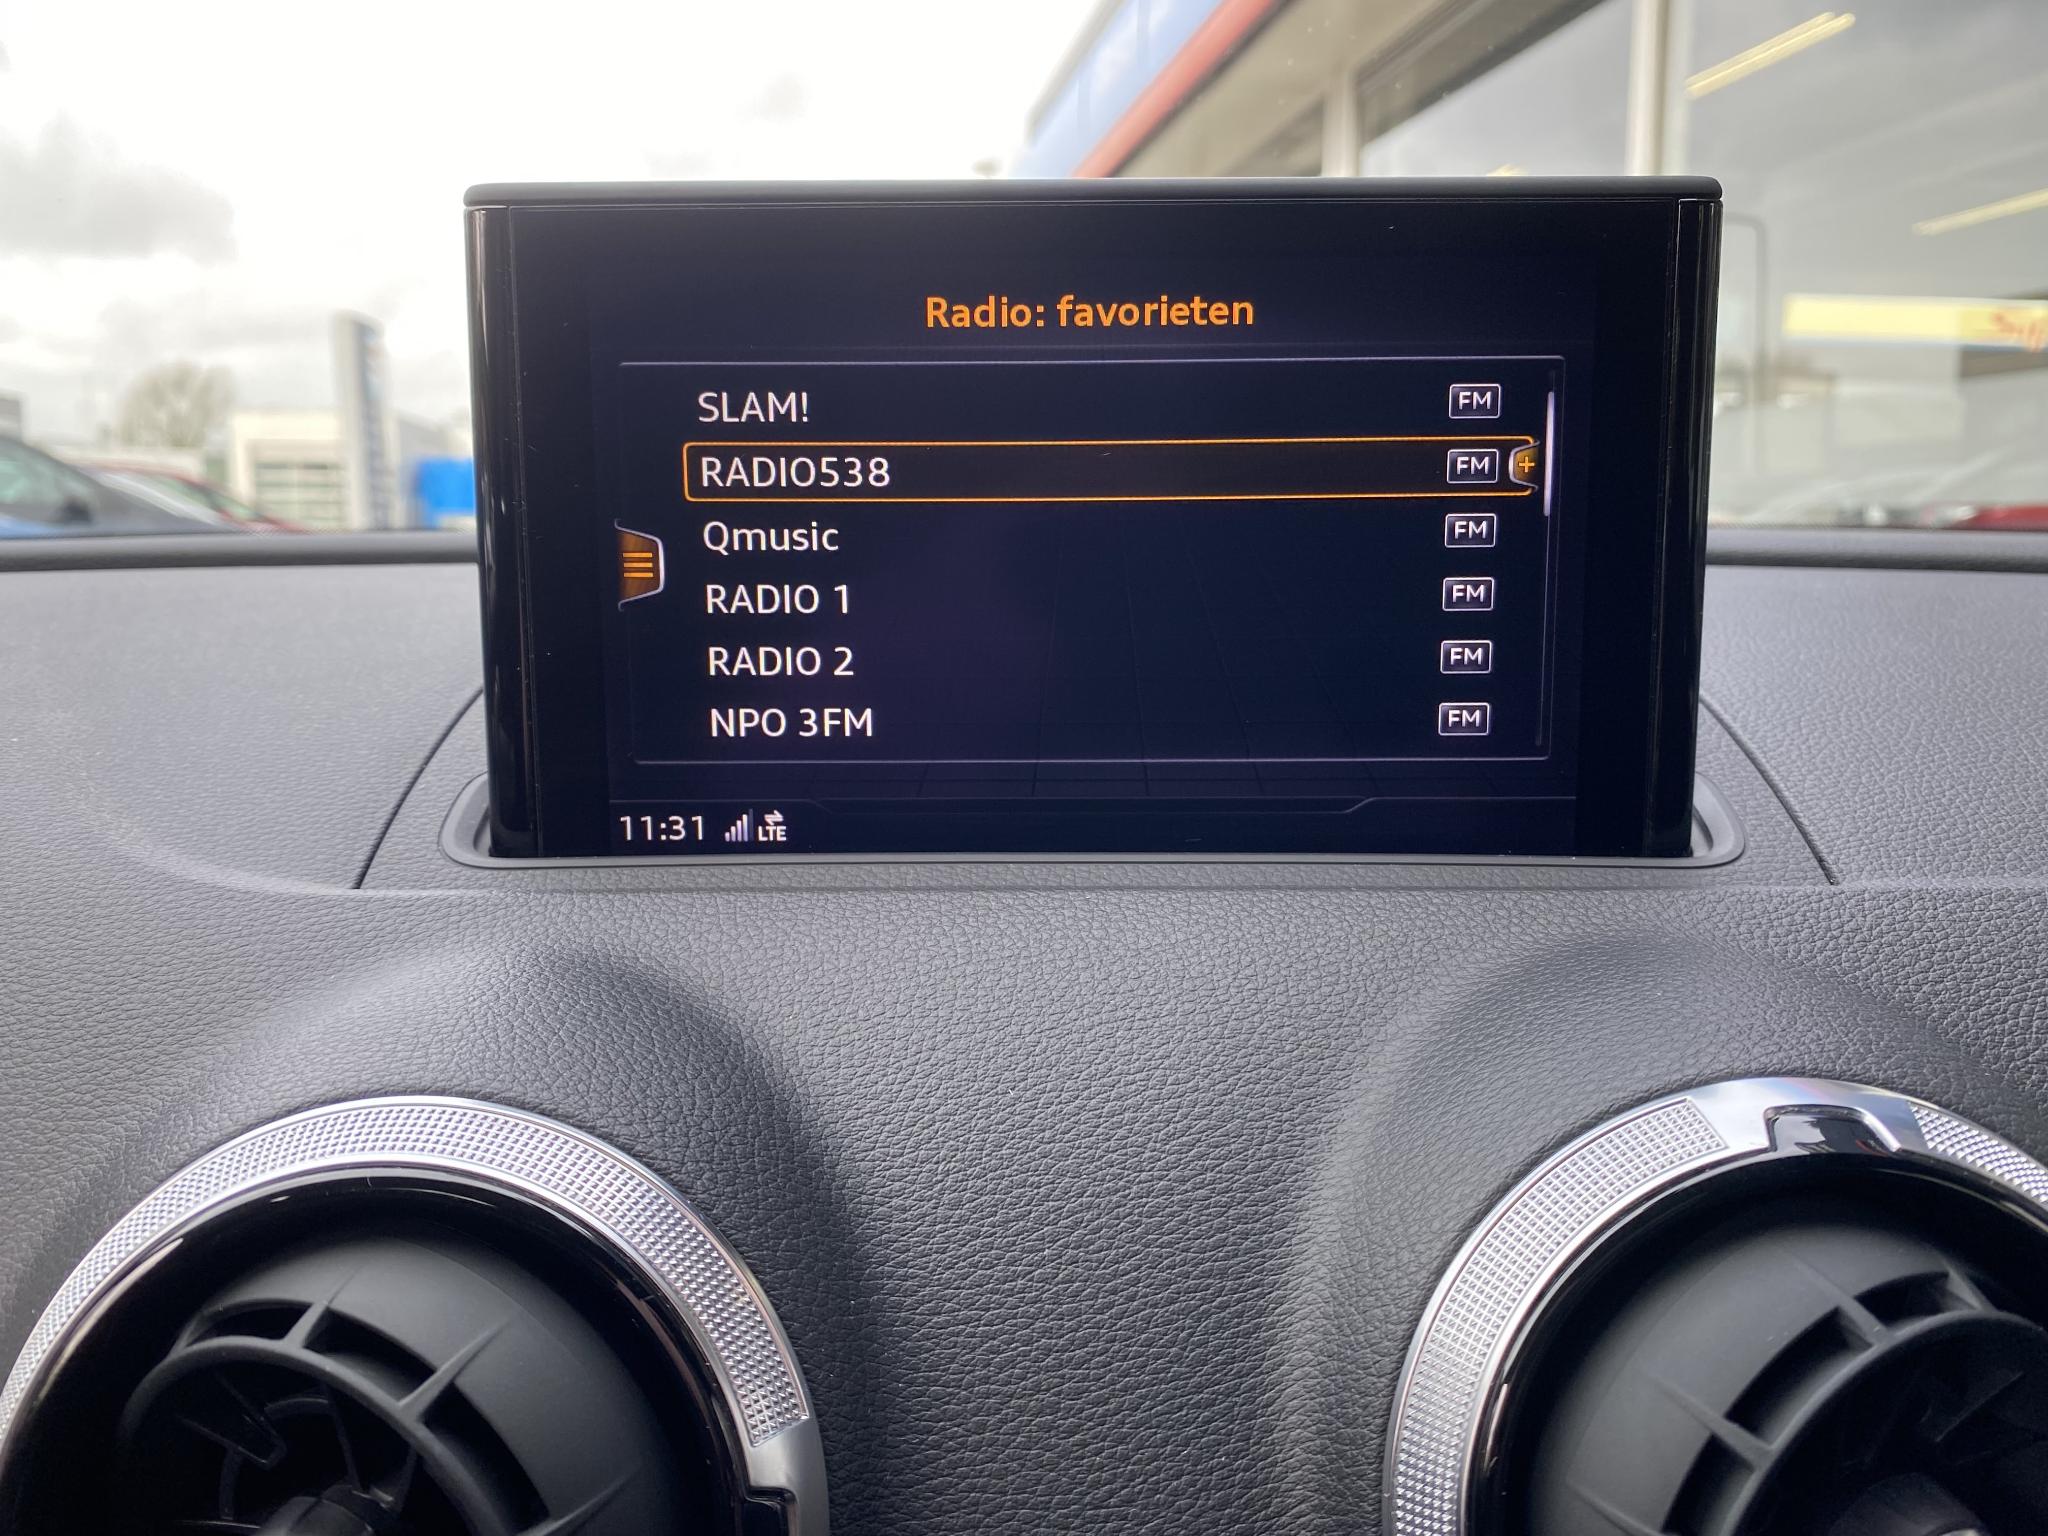 Radio: favorieten
SLAM! FM
RADIO538 FM +
Qmusic FM
RADIO 1 FM
RADIO 2 FM
NPO 3FM FM
11:31 LTE